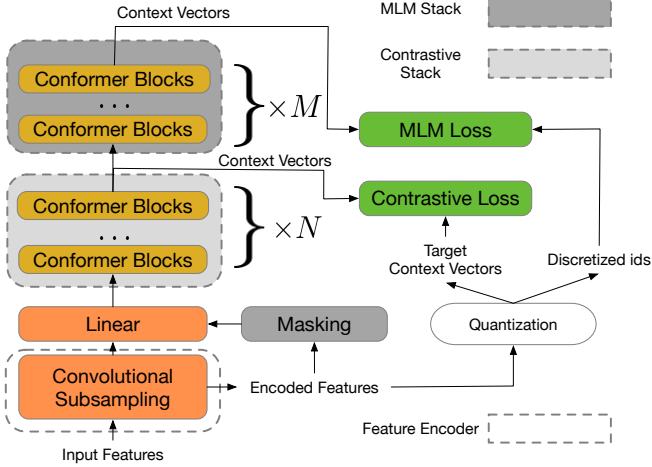 Context Vectors
MLM Stack
Conformer Blocks
. . .
Conformer Blocks
× M
Contrastive
Stack
MLM Loss
Context Vectors
Conformer Blocks
. . .
Conformer Blocks
× N
Contrastive Loss
Target
Context Vectors
Discretized ids
Linear
Masking
Quantization
Convolutional
Subsampling
Encoded Features
Feature Encoder
Input Features